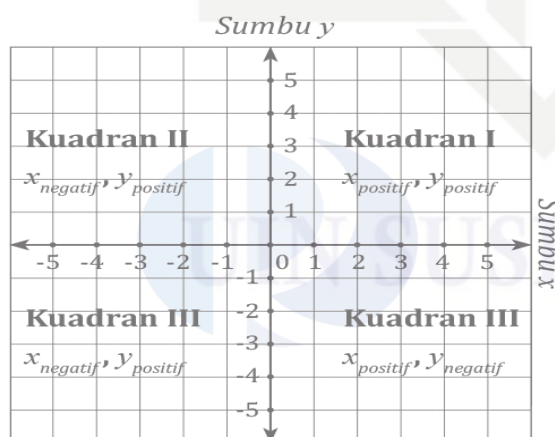 Sumbu y
5
4
Kuadran II 3 Kuadran I
x negatif, y positif 2 x positif, y positif
1
Sumbu x
-5 -4 -3 -2 -1 0 1 2 3 4 5
-1
Kuadran III -2 Kuadran III
-3
x negatif, y positif x positif, y negatif
-4
-5
UIN SUS